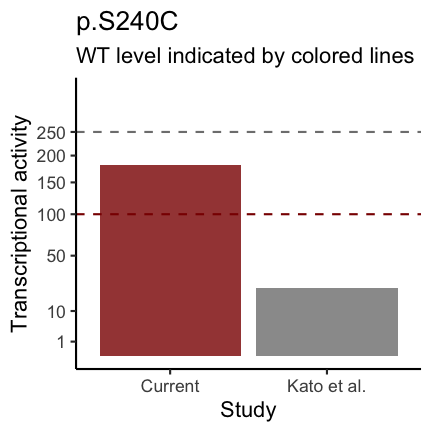 p.S240C
WT level indicated by colored lines
Transcriptional activity
250
200
150
100
50
10
1
Current
Kato et al.
Study